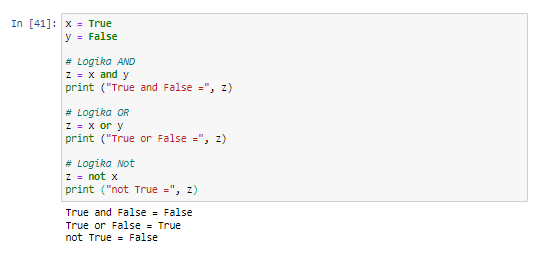 In [41]: x = True
y = False
# Logika AND
z = x and y
print ("True and False =", z)
# Logika OR
z = x or y
print ("True or False =", z)
# Logika Not
z = not x
print ("not True =", z)
True and False = False
True or False = True
not True = False